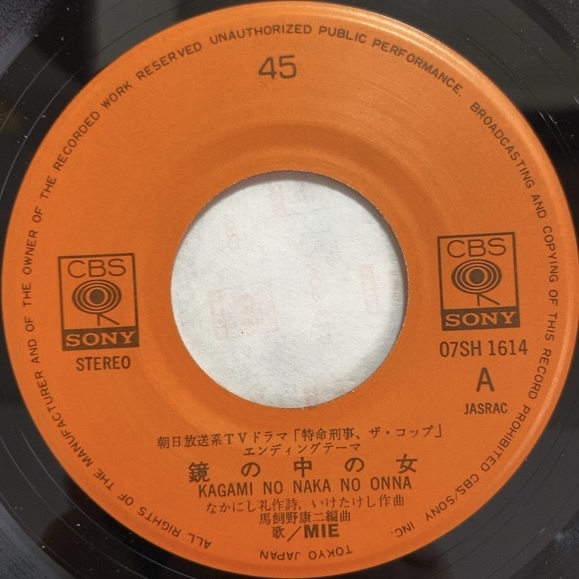 ALL RIGHTS OF THE MANUFACTURER AND OF THE OWNER OF THE RECORDED WORK RESERVED UNAUTHORIZED PUBLIC PERFORMANCE. BROADCASTING AND COPYING OF THIS RECORD PROHIBITED CBS/SONY INC. TOKYO JAPAN
45
CBS
SONY
STEREO
CBS
SONY
07SH 1614
A
JASRAC
朝日放送系TVドラマ「特命刑事、ザ・コップ」
エンディングテーマ
鏡の中の女
KAGAMI NO NAKA NO ONNA
なかにし礼作詩, いけたけし作曲
馬飼野康二編曲
歌/MIE